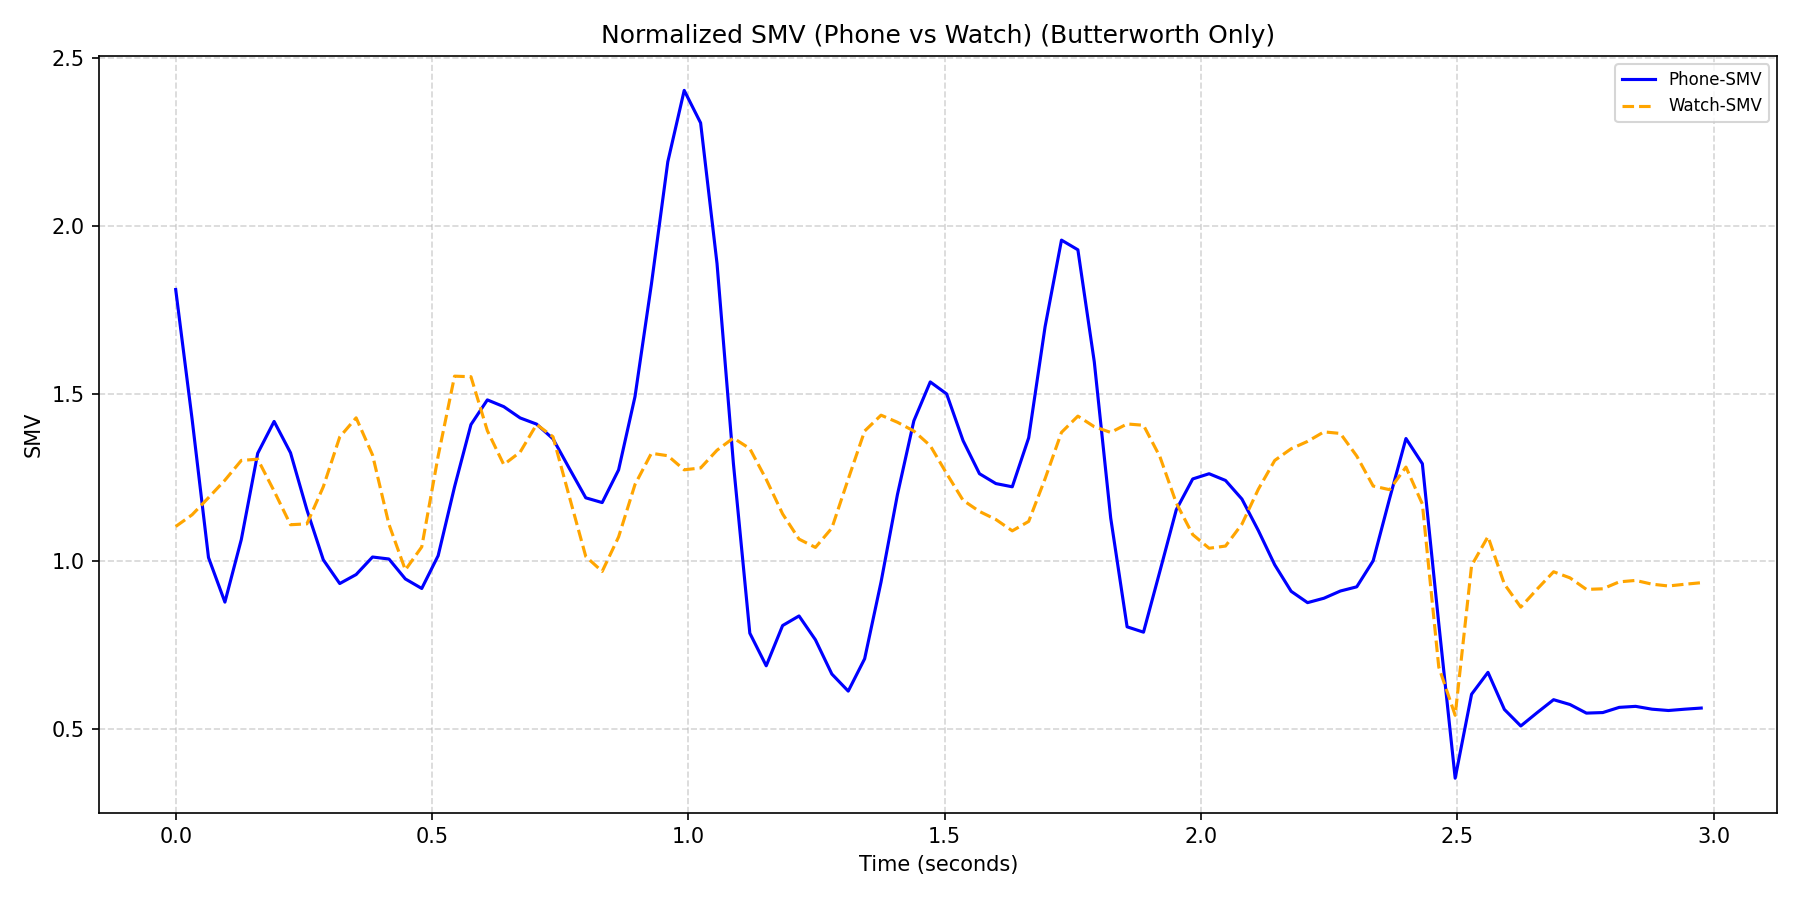 Normalized SMV (Phone vs Watch) (Butterworth Only)
Phone-SMV
Watch-SMV
SMV
2.5
2.0
1.5
1.0
0.5
0.0 0.5 1.0 1.5 2.0 2.5 3.0
Time (seconds)